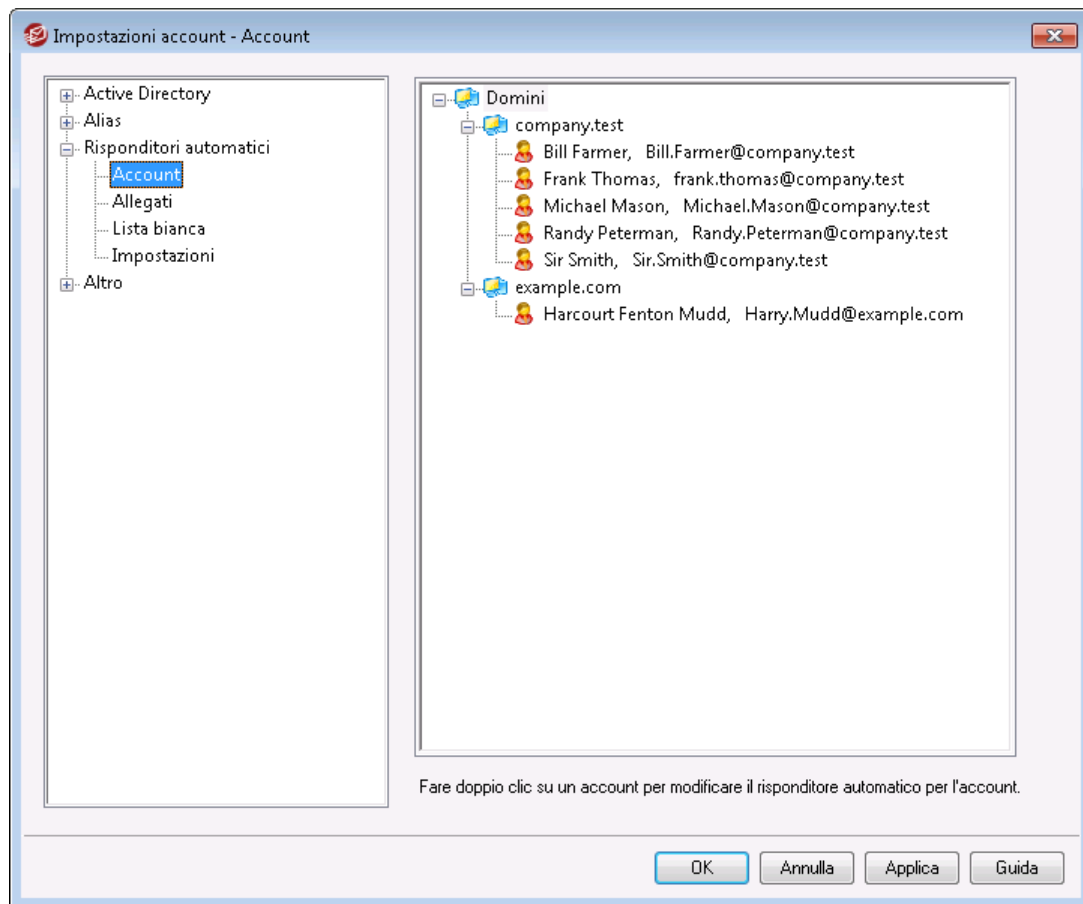 Impostazioni account - Account
Active Directory
Alias
Risponditori automatici
Account
Allegati
Lista bianca
Impostazioni
Altro
Domini
company.test
Bill Farmer, Bill.Farmer@company.test
Frank Thomas, frank.thomas@company.test
Michael Mason, Michael.Mason@company.test
Randy Peterman, Randy.Peterman@company.test
Sir Smith, Sir.Smith@company.test
example.com
Harcourt Fenton Mudd, Harry.Mudd@example.com
Fare doppio clic su un account per modificare il risponditore automatico per l'account.
OK Annulla Applica Guida